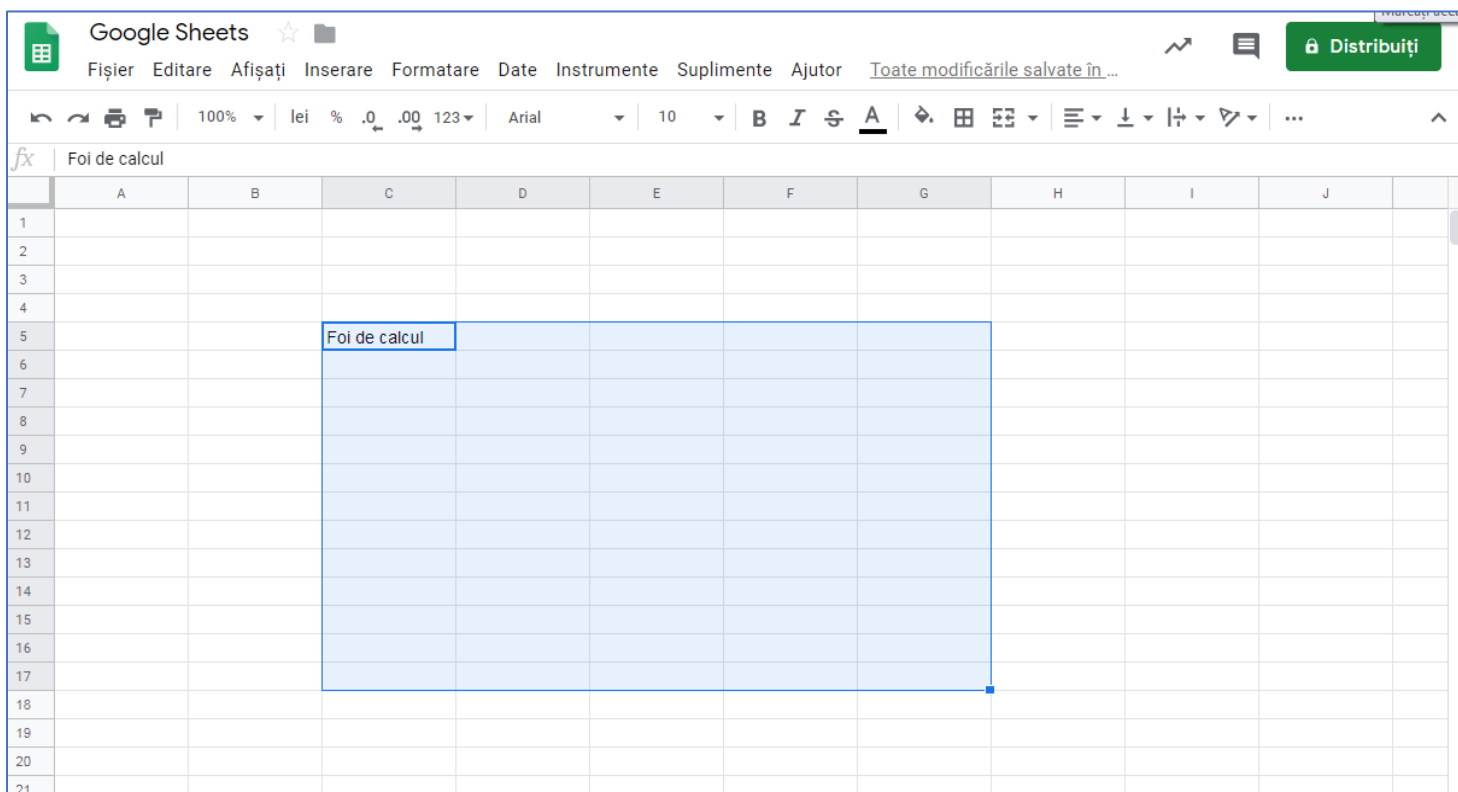 Google Sheets
Fișier Editare Afișați Inserare Formatare Date Instrumente Suplimente Ajutor Toate modificările salvate în ...
Distribuiți
100% lei % .0 .00 123 Arial 10 B I S A
fx Foi de calcul
A B C D E F G H I J
1
2
3
4
5 Foi de calcul
6
7
8
9
10
11
12
13
14
15
16
17
18
19
20
21